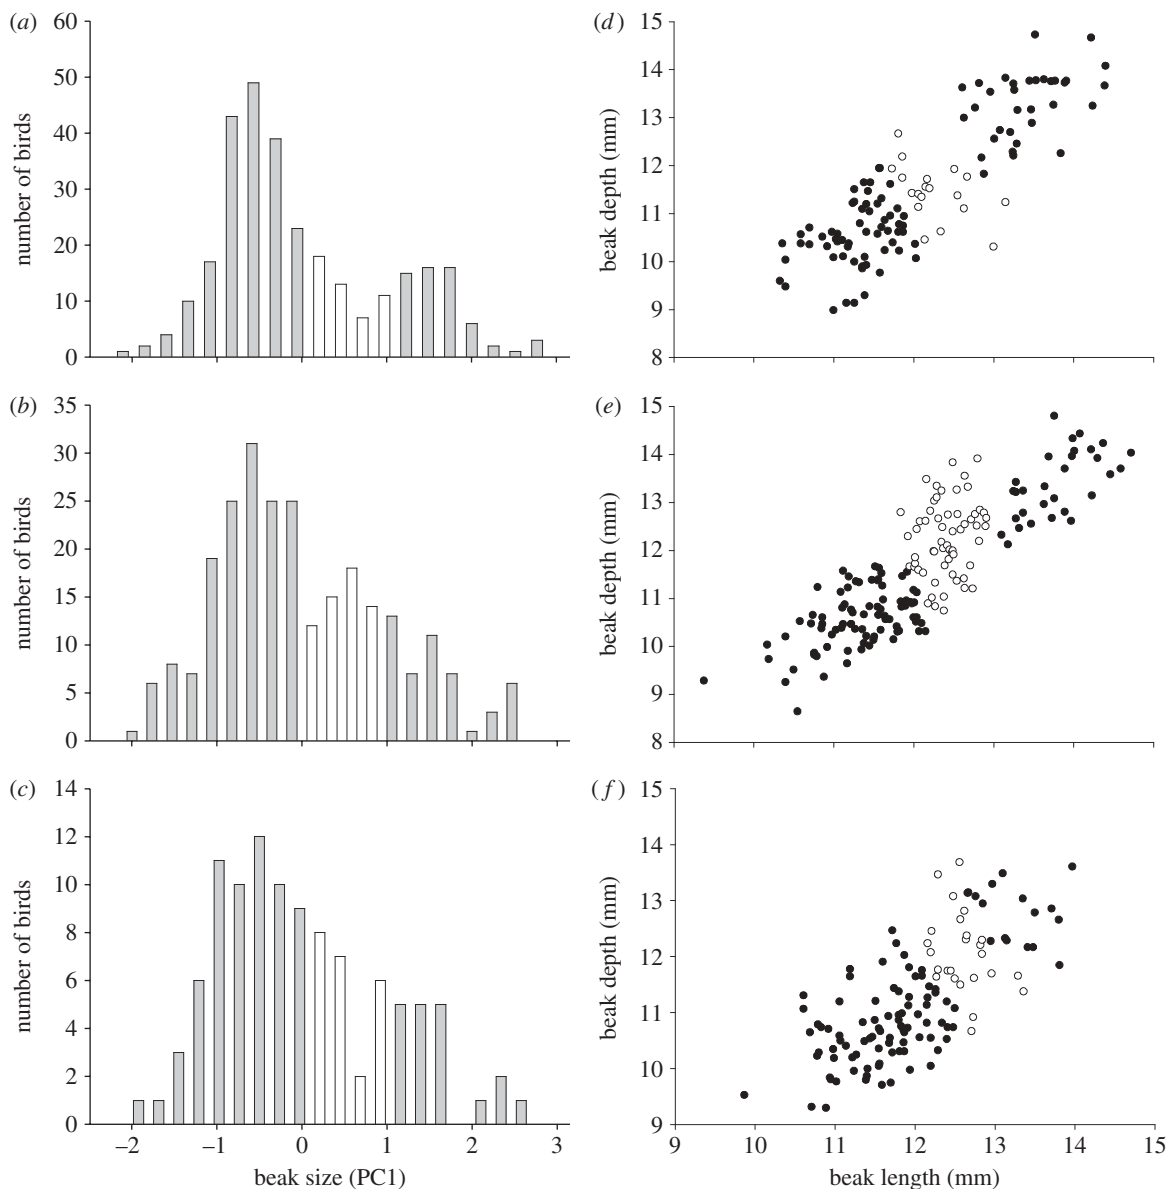 (a)
60
50
40
30
20
10
0
number of birds
(b)
35
30
25
20
15
10
5
0
number of birds
(c)
14
12
10
8
6
4
2
0
number of birds
–2 –1 0 1 2 3
beak size (PC1)
(d)
15
14
13
12
11
10
9
8
beak depth (mm)
(e)
15
14
13
12
11
10
9
8
beak depth (mm)
(f)
15
14
13
12
11
10
9
beak depth (mm)
9 10 11 12 13 14 15
beak length (mm)